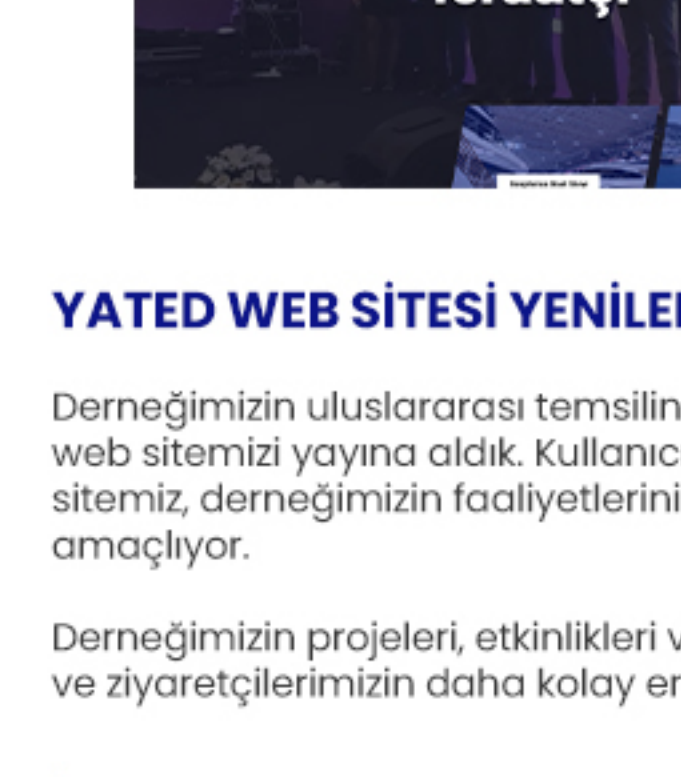 YATED WEB SİTESİ YENİLE
Derneğimizin uluslararası temsilin
web sitemizi yayına aldık. Kullanıc
sitemiz, derneğimizin faaliyetlerini
amaçlıyor.
Derneğimizin projeleri, etkinlikleri v
ve ziyaretçilerimizin daha kolay er